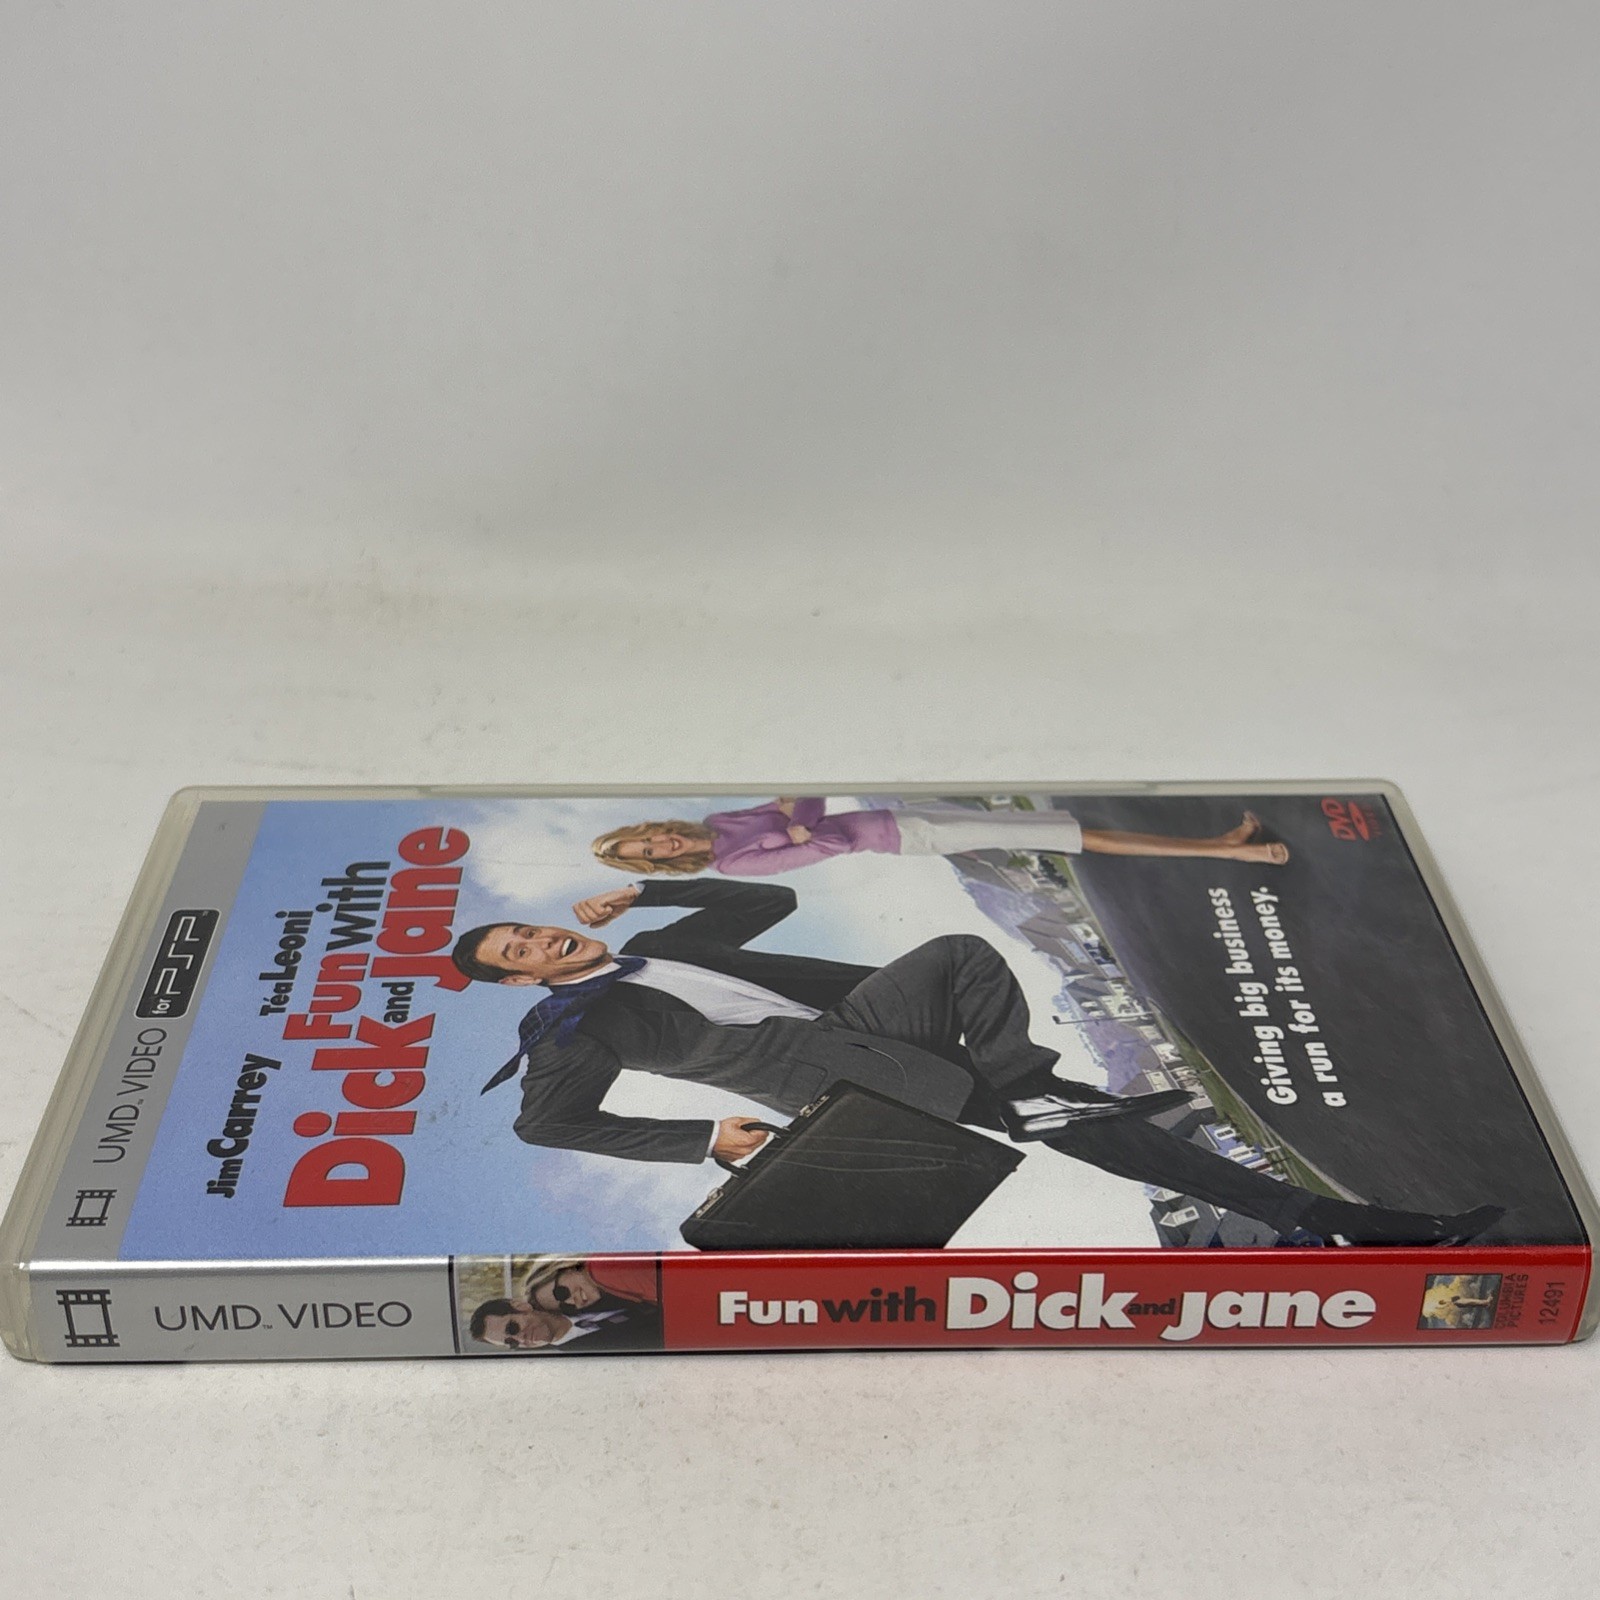 UMD VIDEO for PSP
Jim Carrey Téa Leoni
Fun with
Dick and Jane
Giving big business
a run for its money.
DVD
UMD™ VIDEO
Fun with Dick and Jane
COLUMBIA
PICTURES
12491